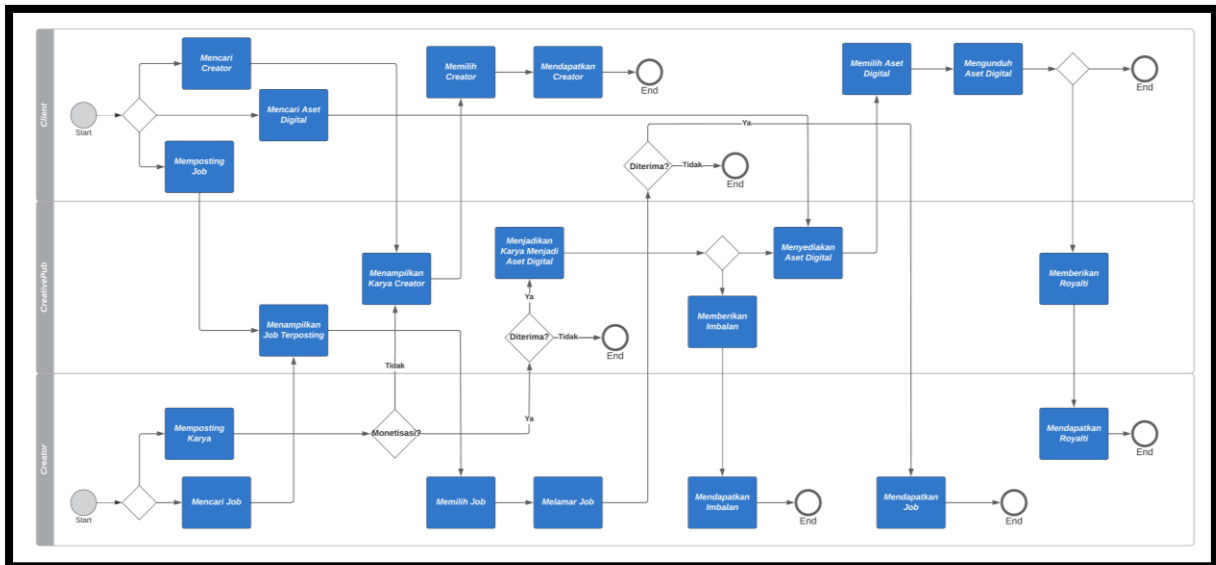 Client
Start
Mencari
Creator
Mencari Aset
Digital
Memposting
Job
Memilih
Creator
Mendapatkan
Creator
End
Ya
Diterima?
Tidak
End
Memilih Aset
Digital
Mengunduh
Aset Digital
End
CreativePub
Menampilkan
Karya Creator
Menampilkan
Job Terposting
Menjadikan
Karya Menjadi
Aset Digital
Ya
Diterima?
Tidak
End
Tidak
Memberikan
Imbalan
Menyediakan
Aset Digital
Memberikan
Royalti
Creator
Start
Memposting
Karya
Mencari Job
Monetisasi?
Ya
Memilih Job
Melamar Job
Mendapatkan
Imbalan
End
Mendapatkan
Job
End
Mendapatkan
Royalti
End